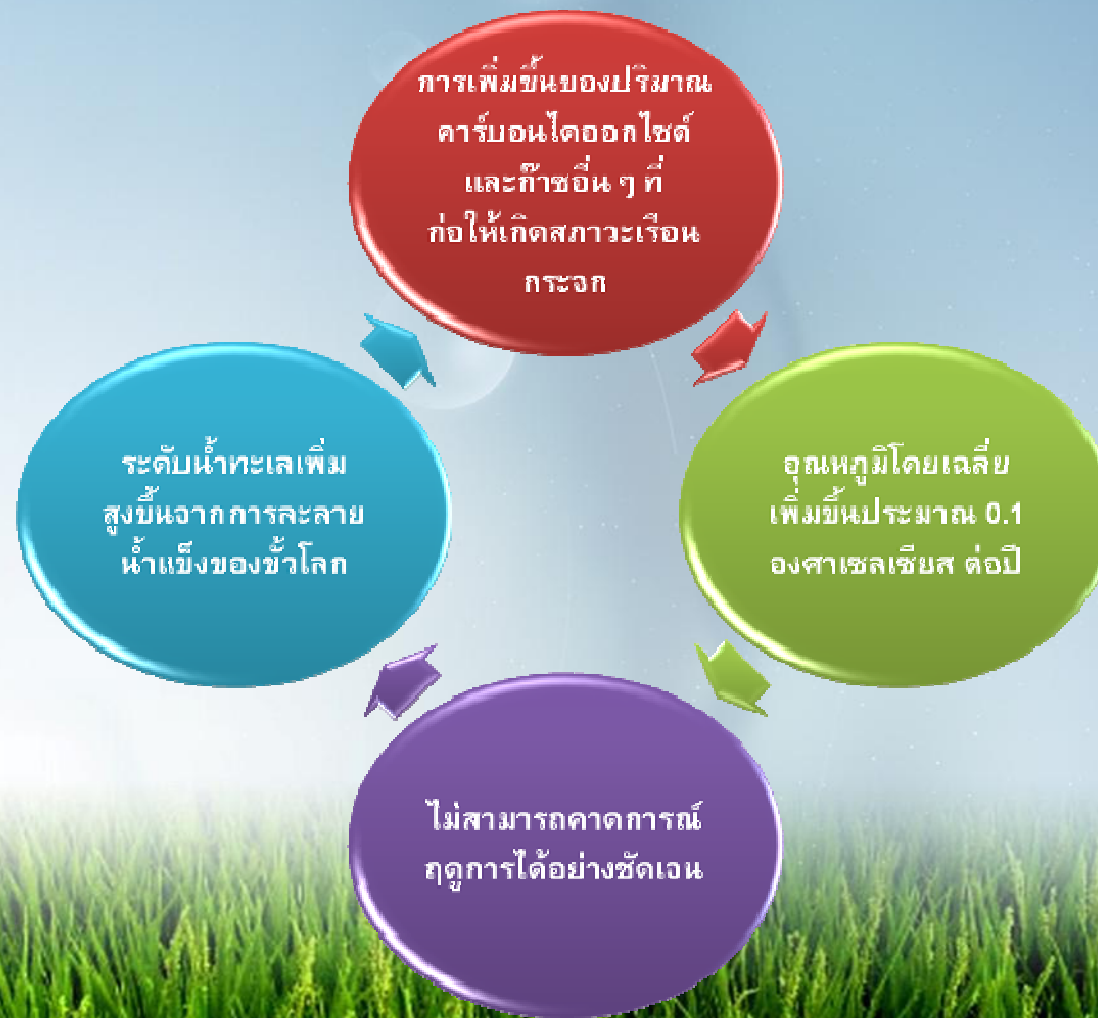 การเพิ่มขึ้นของปริมาณ
คาร์บอนไดออกไซด์
และก๊าซอื่น ๆ ที่
ก่อให้เกิดสภาวะเรือน
กระจก
อุณหภูมิโดยเฉลี่ย
เพิ่มขึ้นประมาณ 0.1
องศาเซลเซียส ต่อปี
ไม่สามารถคาดการณ์
ฤดูการได้อย่างชัดเจน
ระดับน้ำทะเลเพิ่ม
สูงขึ้นจากการละลาย
น้ำแข็งของขั้วโลก